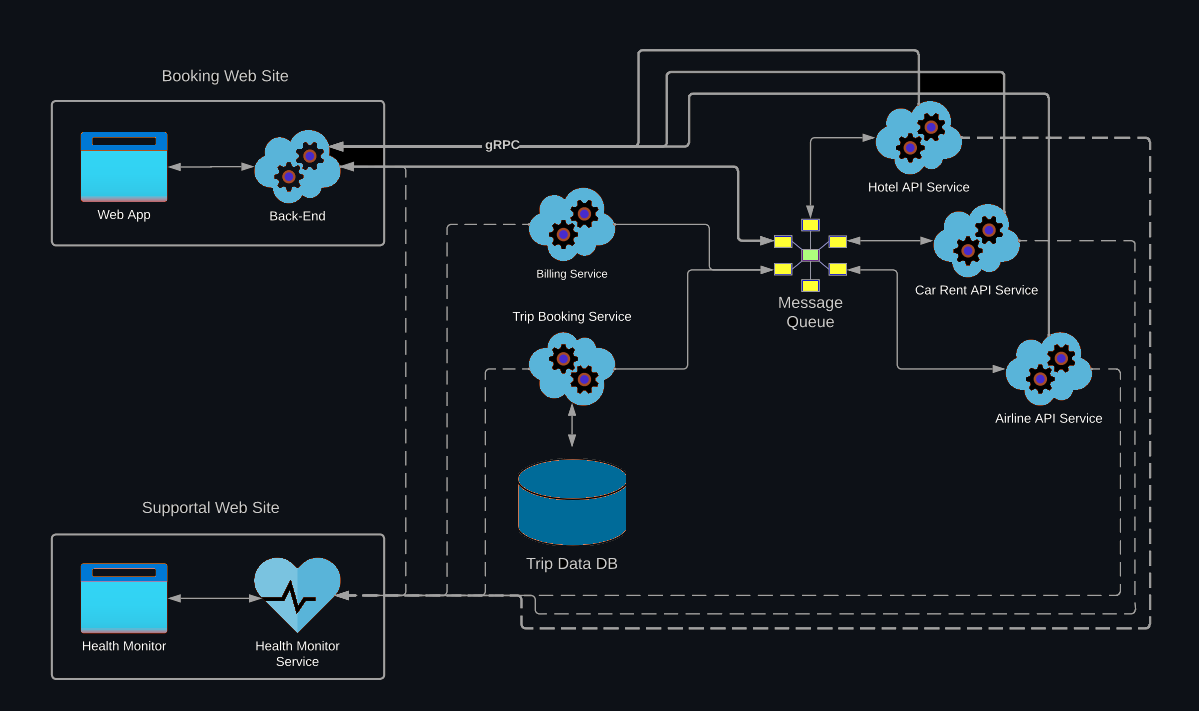 Booking Web Site
Web App
Back-End
gRPC
Hotel API Service
Billing Service
Car Rent API Service
Message
Queue
Trip Booking Service
Airline API Service
Trip Data DB
Supportal Web Site
Health Monitor
Health Monitor
Service